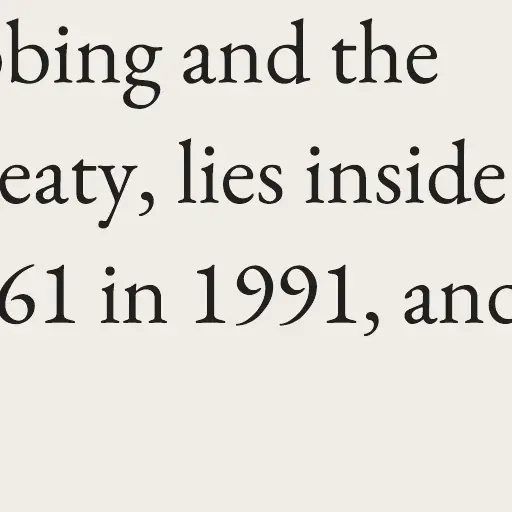 bing and the
eaty, lies inside
61 in 1991, and